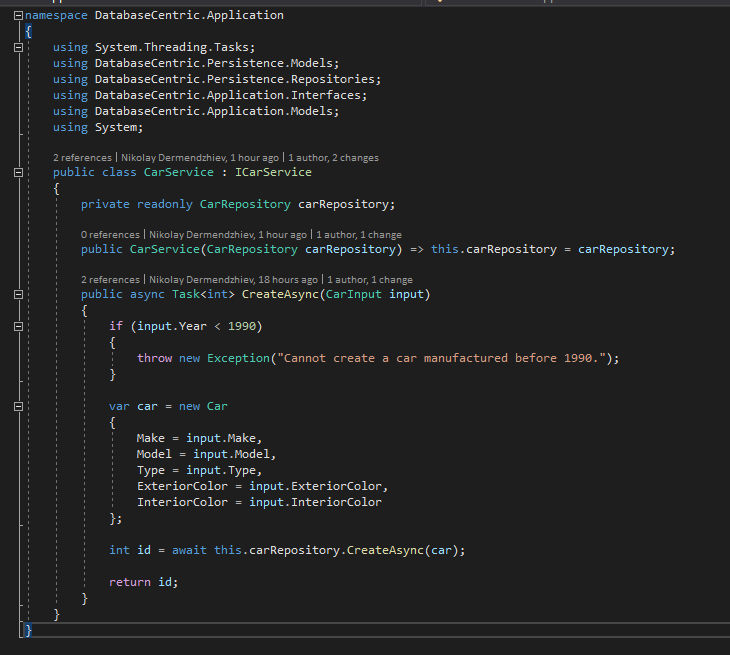 namespace DatabaseCentric.Application
{
using System.Threading.Tasks;
using DatabaseCentric.Persistence.Models;
using DatabaseCentric.Persistence.Repositories;
using DatabaseCentric.Application.Interfaces;
using DatabaseCentric.Application.Models;
using System;
2 references | Nikolay Dermendzhiev, 1 hour ago | 1 author, 2 changes
public class CarService : ICarService
{
private readonly CarRepository carRepository;
0 references | Nikolay Dermendzhiev, 1 hour ago | 1 author, 1 change
public CarService(CarRepository carRepository) => this.carRepository = carRepository;
2 references | Nikolay Dermendzhiev, 18 hours ago | 1 author, 1 change
public async Task<int> CreateAsync(CarInput input)
{
if (input.Year < 1990)
{
throw new Exception("Cannot create a car manufactured before 1990.");
}
var car = new Car
{
Make = input.Make,
Model = input.Model,
Type = input.Type,
ExteriorColor = input.ExteriorColor,
InteriorColor = input.InteriorColor
};
int id = await this.carRepository.CreateAsync(car);
return id;
}
}
}